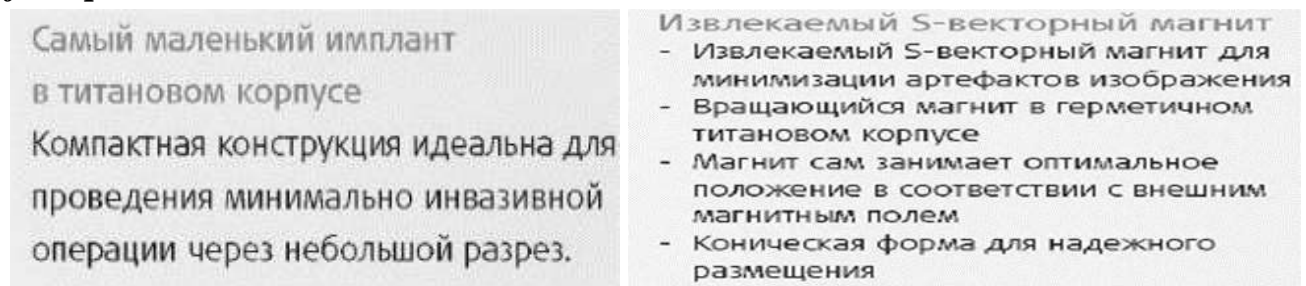 Самый маленький имплант
в титановом корпусе
Компактная конструкция идеальна для
проведения минимально инвазивной
операции через небольшой разрез.
Извлекаемый S-векторный магнит
- Извлекаемый S-векторный магнит для
минимизации артефактов изображения
- Вращающийся магнит в герметичном
титановом корпусе
- Магнит сам занимает оптимальное
положение в соответствии с внешним
магнитным полем
- Коническая форма для надежного
размещения